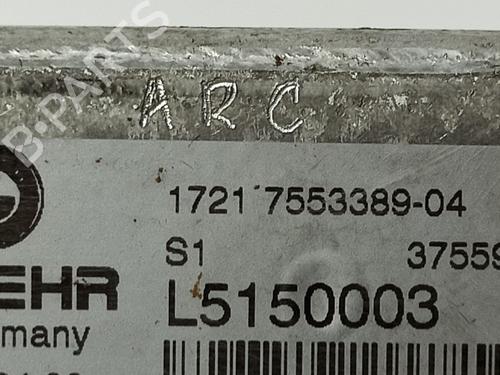 ARC
B-PARTS
1721 7553389-04
S1 37559
EHR L5150003
many